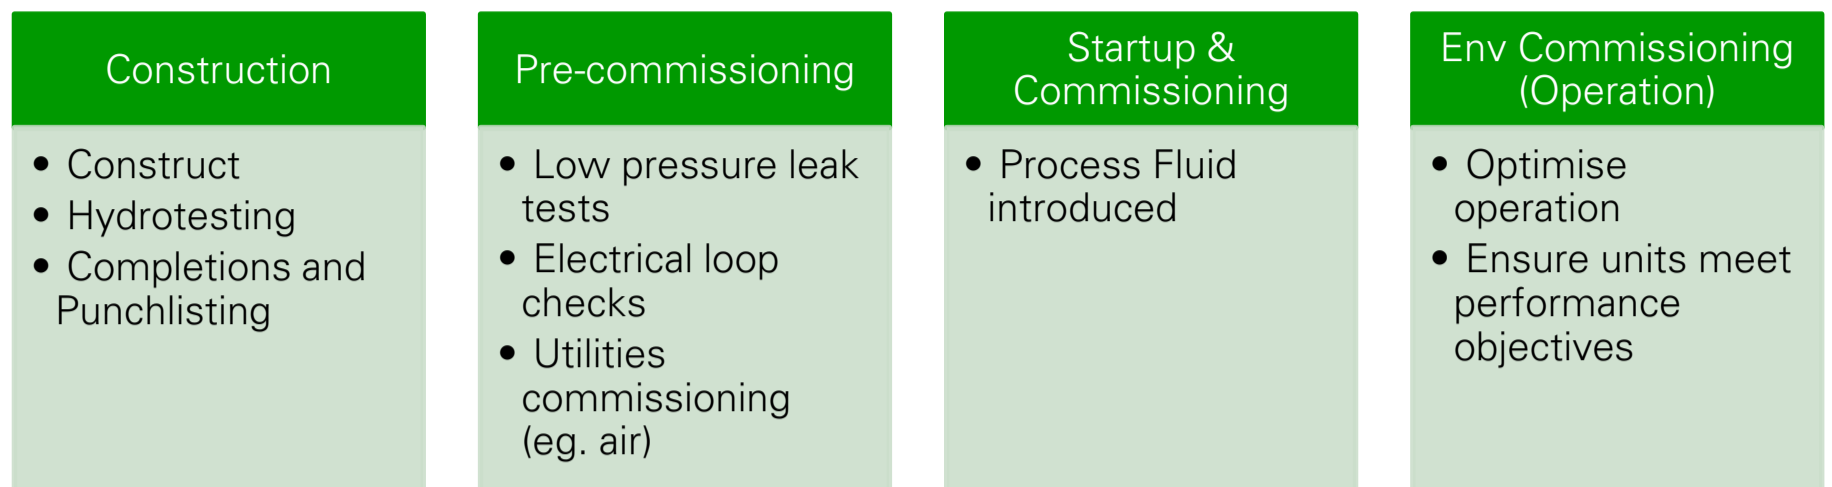 Construction
• Construct
• Hydrotesting
• Completions and
Punchlisting
Pre-commissioning
• Low pressure leak
tests
• Electrical loop
checks
• Utilities
commissioning
(eg. air)
Startup &
Commissioning
• Process Fluid
introduced
Env Commissioning
(Operation)
• Optimise
operation
• Ensure units meet
performance
objectives